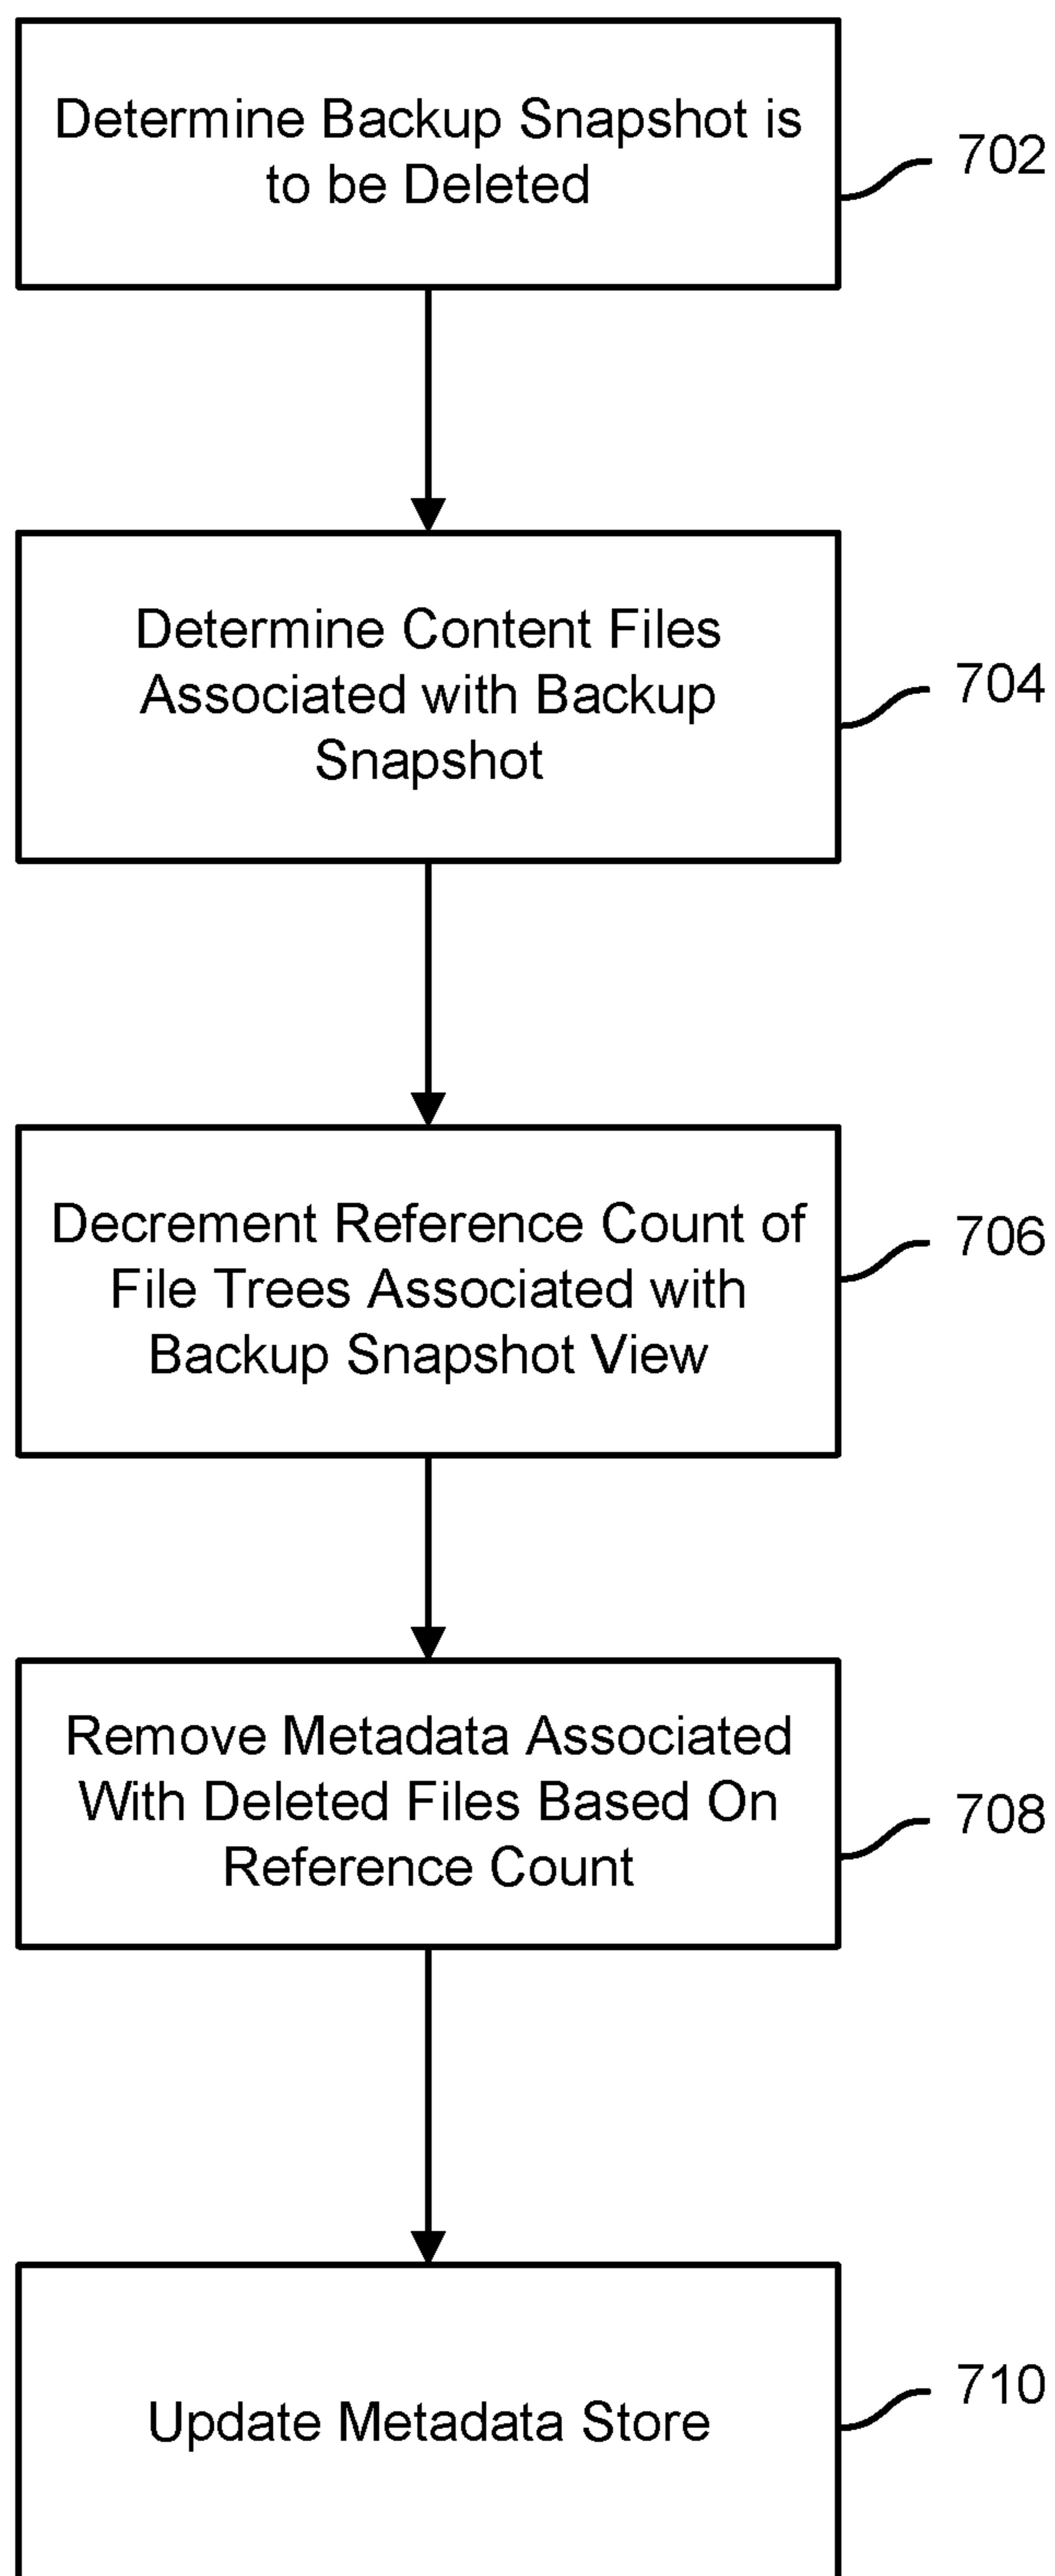 Determine Backup Snapshot is
to be Deleted
702
Determine Content Files
Associated with Backup
Snapshot
704
Decrement Reference Count of
File Trees Associated with
Backup Snapshot View
706
Remove Metadata Associated
With Deleted Files Based On
Reference Count
708
Update Metadata Store
710